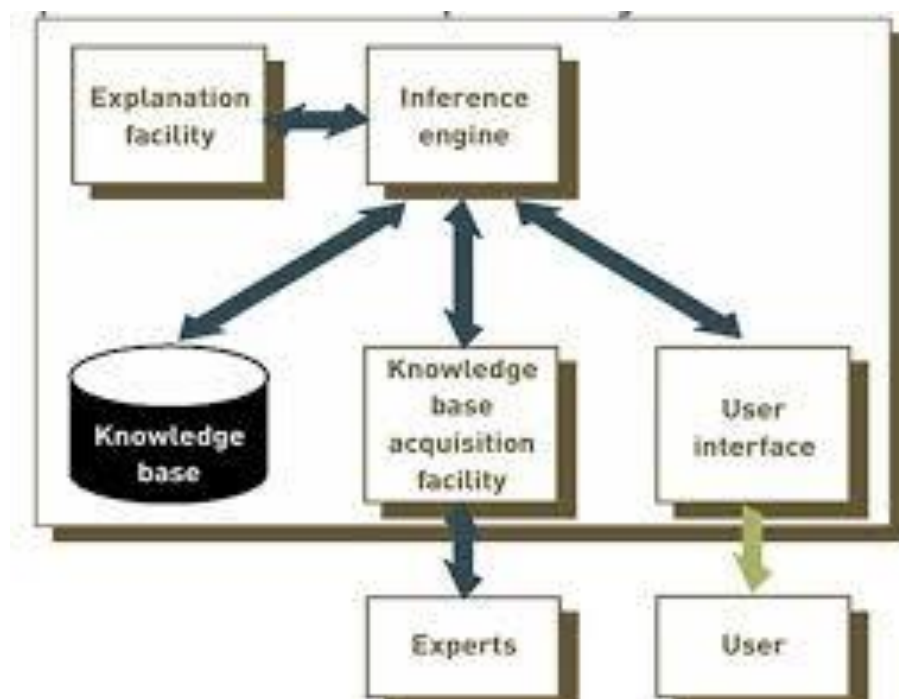 Explanation
facility
Inference
engine
Knowledge
base
Knowledge
base
acquisition
facility
User
interface
Experts
User